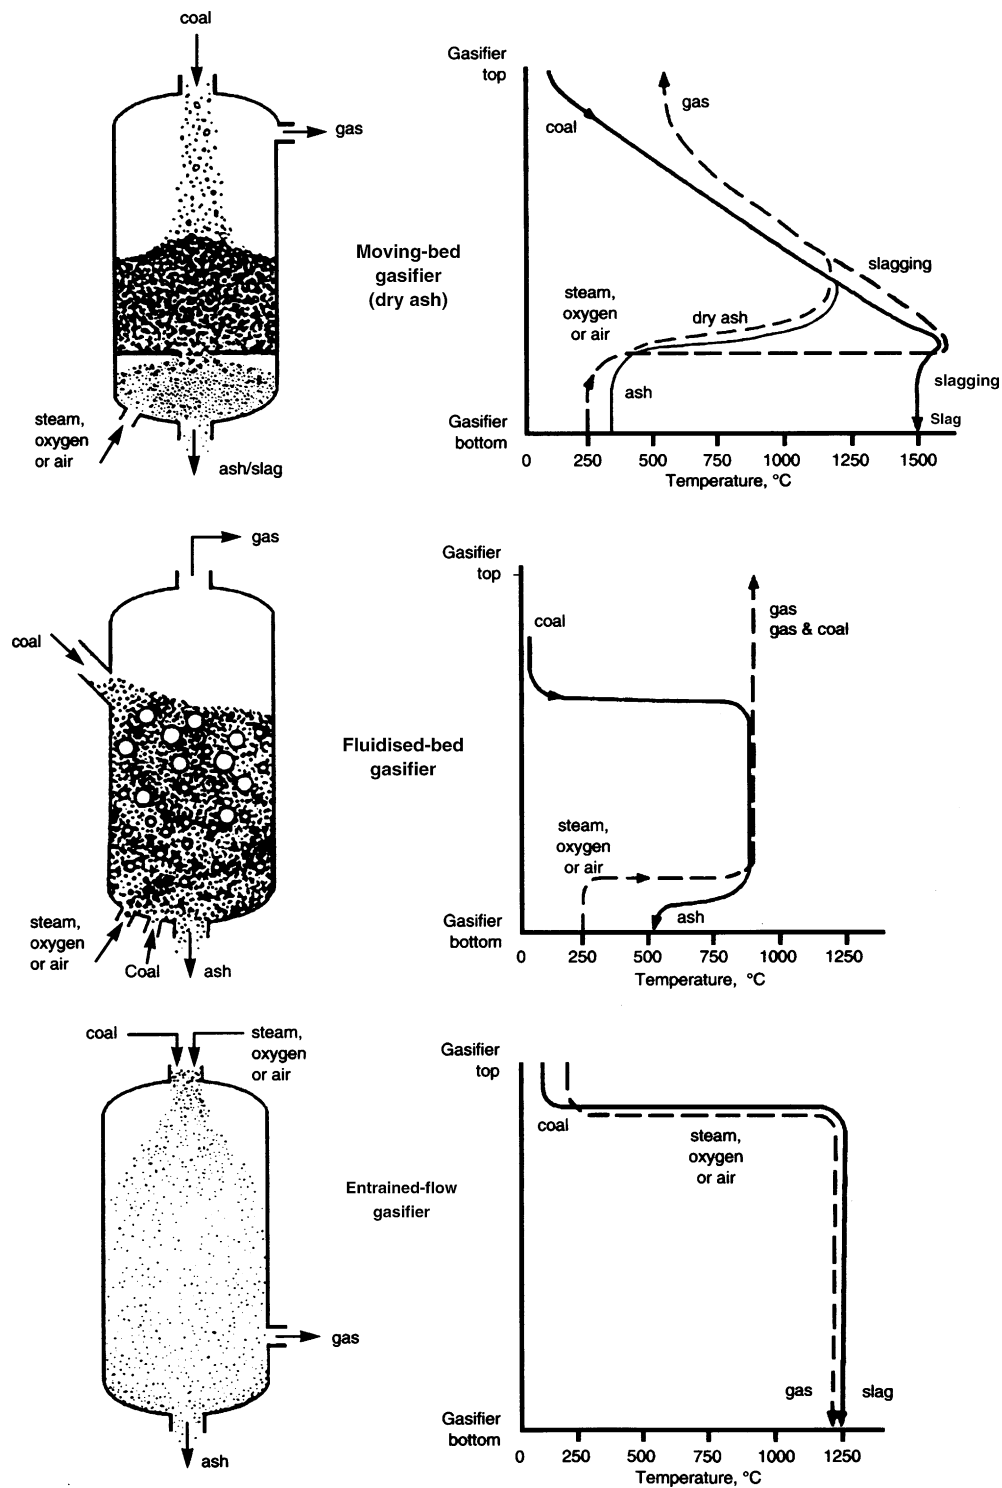 coal
gas
Moving-bed
gasifier
(dry ash)
steam,
oxygen
or air
ash/slag
Gasifier
top
gas
coal
slagging
steam,
oxygen
or air
dry ash
slagging
ash
Slag
Gasifier
bottom
0 250 500 750 1000 1250 1500
Temperature, °C
gas
coal
Fluidised-bed
gasifier
steam,
oxygen
or air
Coal
ash
Gasifier
top
coal
gas
gas & coal
steam,
oxygen
or air
ash
Gasifier
bottom
0 250 500 750 1000 1250
Temperature, °C
coal
steam,
oxygen
or air
Entrained-flow
gasifier
gas
ash
Gasifier
top
coal
steam,
oxygen
or air
gas
slag
Gasifier
bottom
0 250 500 750 1000 1250
Temperature, °C